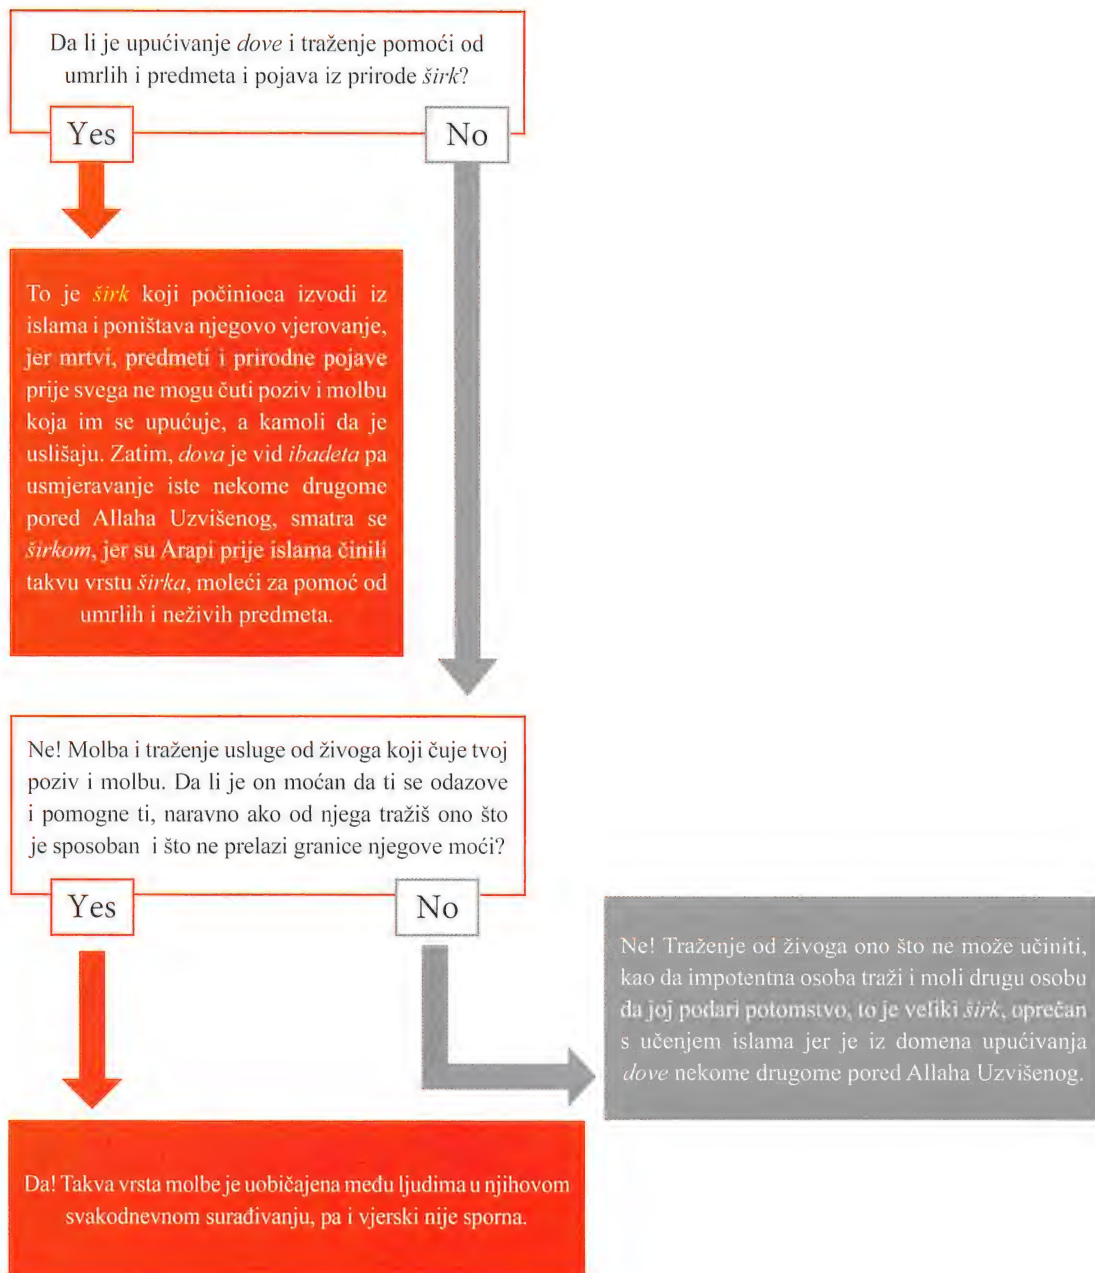 Da li je upućivanje dove i traženje pomoći od
umrlih i predmeta i pojava iz prirode širk?
Yes
No
To je širk koji počinioca izvodi iz
islama i poništava njegovo vjerovanje,
jer mrtvi, predmeti i prirodne pojave
prije svega ne mogu čuti poziv i molbu
koja im se upućuje, a kamoli da je
uslišaju. Zatim, dova je vid ibadeta pa
usmjeravanje iste nekome drugome
pored Allaha Uzvišenog, smatra se
širkom, jer su Arapi prije islama činili
takvu vrstu širka, moleći za pomoć od
umrlih i neživih predmeta.
Ne! Molba i traženje usluge od živoga koji čuje tvoj
poziv i molbu. Da li je on moćan da ti se odazove
i pomogne ti, naravno ako od njega tražiš ono što
je sposoban i što ne prelazi granice njegove moći?
Yes
No
Ne! Traženje od živoga ono što ne može učiniti,
kao da impotentna osoba traži i moli drugu osobu
da joj podari potomstvo, to je veliki širk, oprečan
s učenjem islama jer je iz domena upućivanja
dove nekome drugome pored Allaha Uzvišenog.
Da! Takva vrsta molbe je uobičajena među ljudima u njihovom
svakodnevnom surađivanju, pa i vjerski nije sporna.